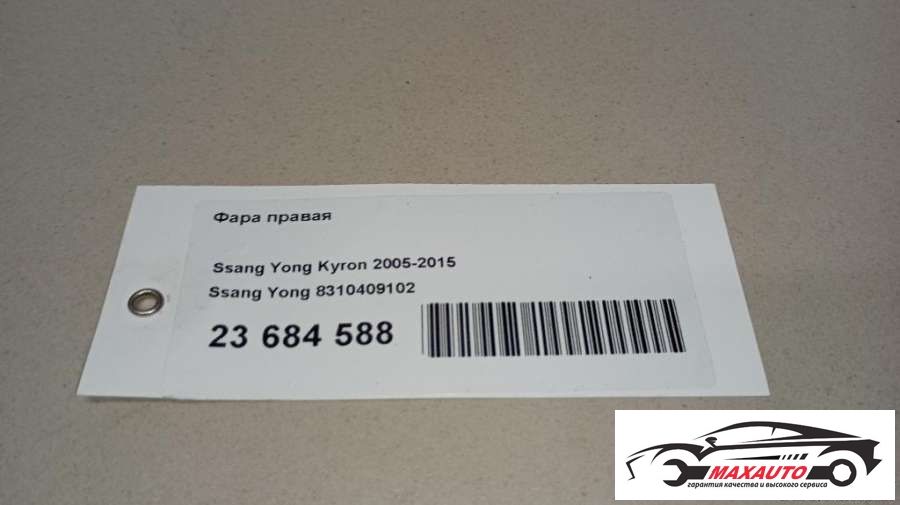 Фара правая
Ssang Yong Kyron 2005-2015
Ssang Yong 8310409102
23 684 588
MAXAUTO
гарантия качества и высокого сервиса